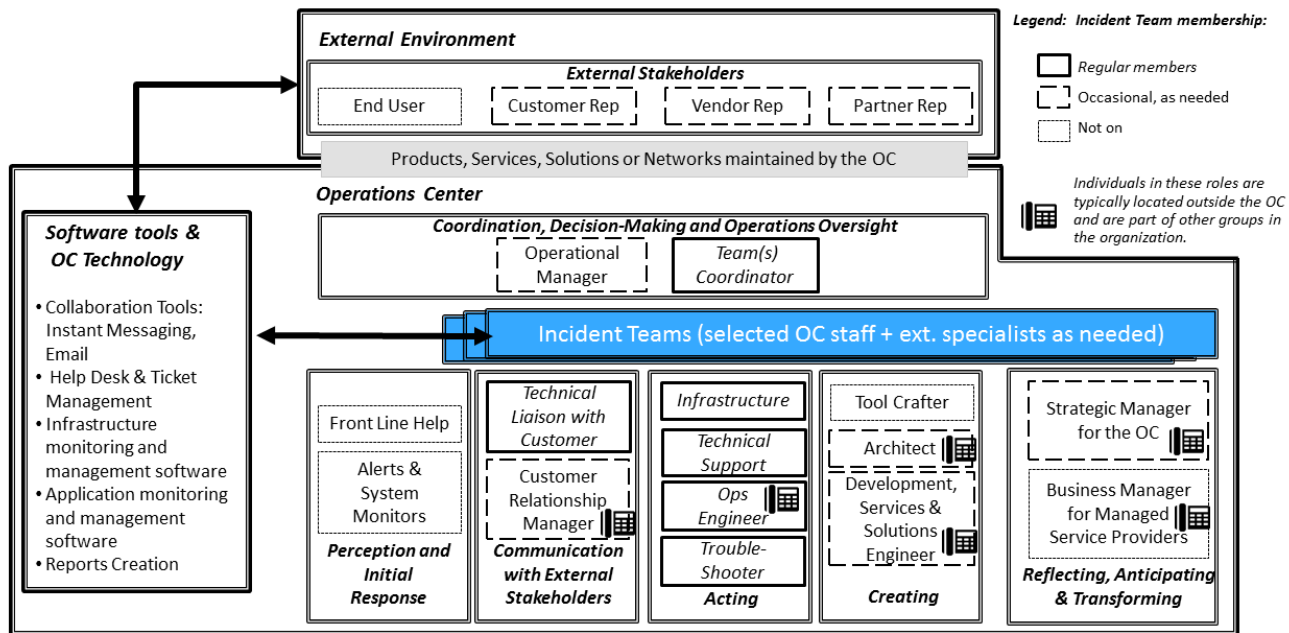 External Environment
External Stakeholders
End User
Customer Rep
Vendor Rep
Partner Rep
Legend: Incident Team membership:
Regular members
Occasional, as needed
Not on
Individuals in these roles are
typically located outside the OC
and are part of other groups in
the organization.
Products, Services, Solutions or Networks maintained by the OC
Operations Center
Coordination, Decision-Making and Operations Oversight
Operational
Manager
Team(s)
Coordinator
Software tools &
OC Technology
• Collaboration Tools:
Instant Messaging,
Email
• Help Desk & Ticket
Management
• Infrastructure
monitoring and
management software
• Application monitoring
and management
software
• Reports Creation
Incident Teams (selected OC staff + ext. specialists as needed)
Front Line Help
Alerts &
System
Monitors
Perception and
Initial
Response
Technical
Liaison with
Customer
Customer
Relationship
Manager
Communication
with External
Stakeholders
Infrastructure
Technical
Support
Ops
Engineer
Trouble-
Shooter
Acting
Tool Crafter
Architect
Development,
Services &
Solutions
Engineer
Creating
Strategic Manager
for the OC
Business Manager
for Managed
Service Providers
Reflecting, Anticipating
& Transforming